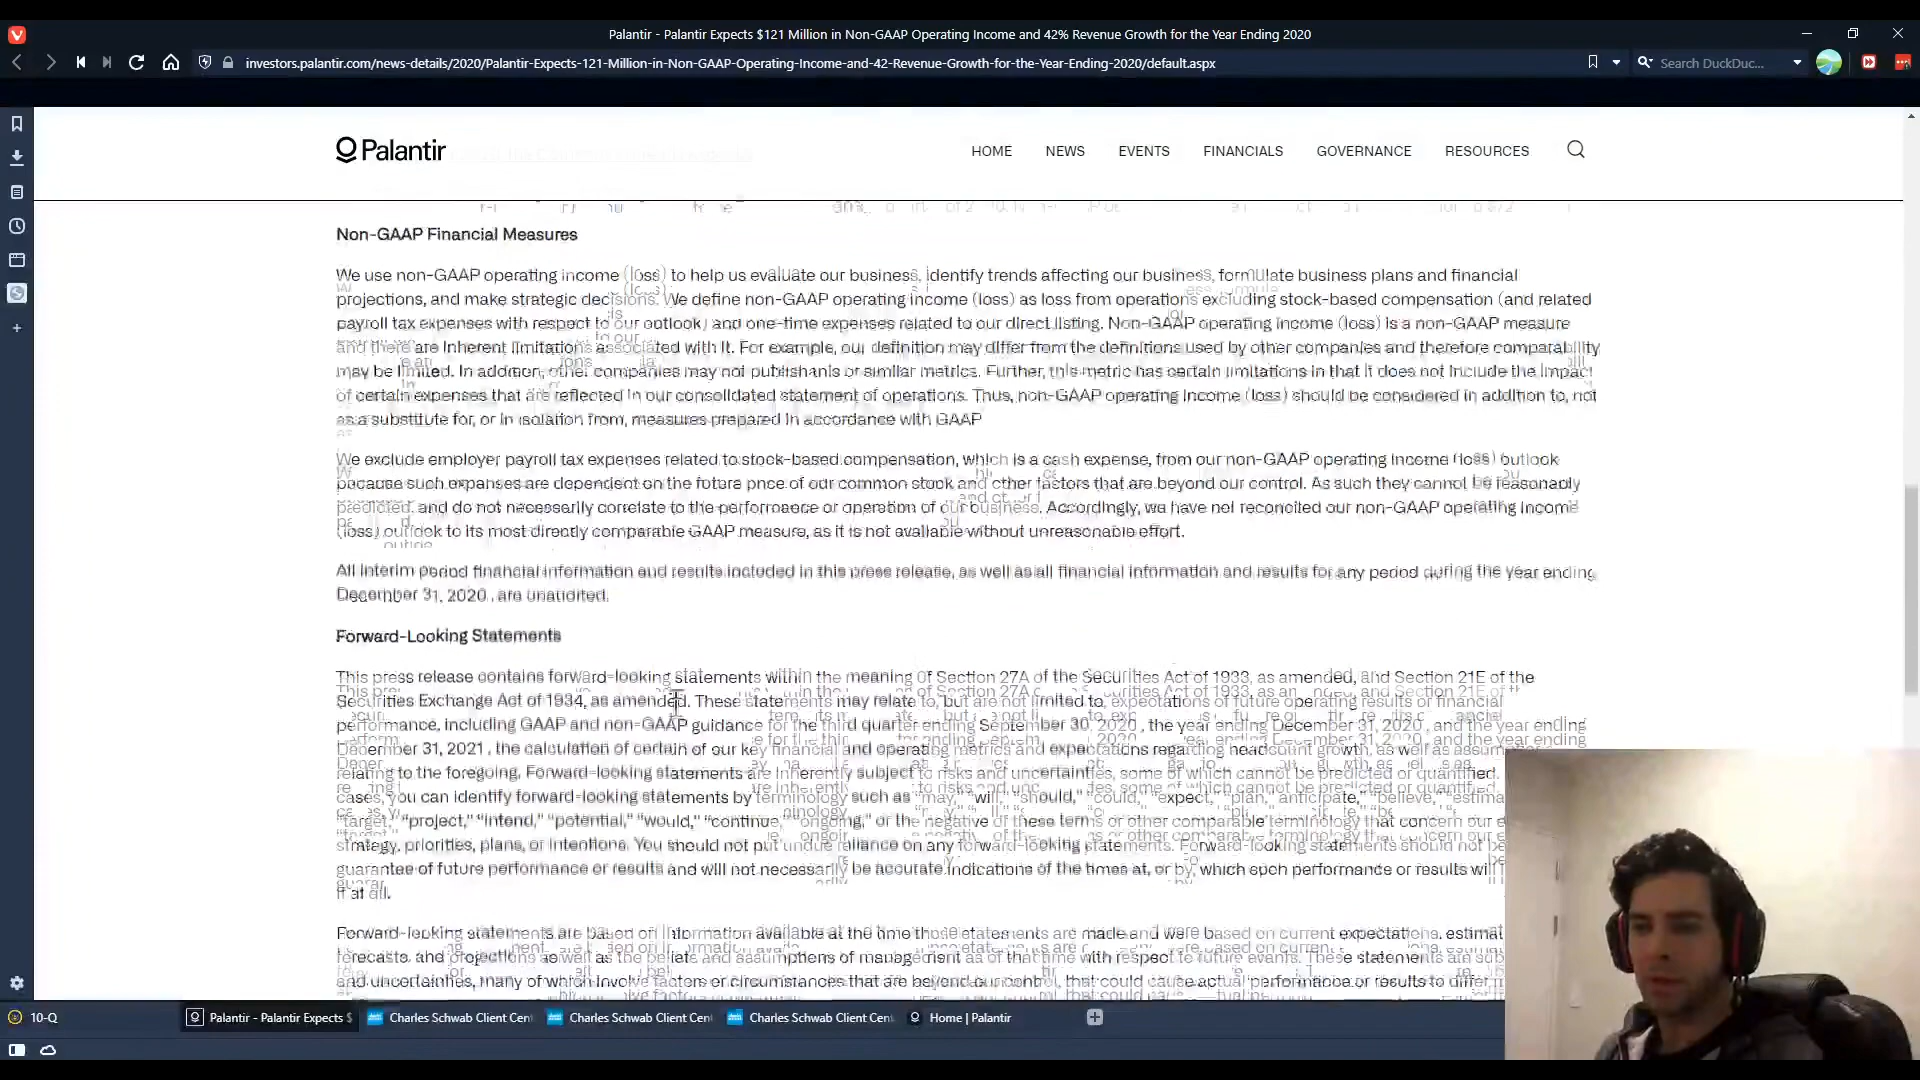 Palantir - Palantir Expects $121 Million in Non-GAAP Operating Income and 42% Revenue Growth for the Year Ending 2020
investors.palantir.com/news-details/2020/Palantir-Expects-121-Million-in-Non-GAAP-Operating-Income-and-42-Revenue-Growth-for-the-Year-Ending-2020/default.aspx
Search DuckDuc...
Palantir
HOME NEWS EVENTS FINANCIALS GOVERNANCE RESOURCES
Non-GAAP Financial Measures
We use non-GAAP operating income (loss) to help us evaluate our business, identify trends affecting our business, formulate business plans and financial
projections, and make strategic decisions. We define non-GAAP operating income (loss) as loss from operations excluding stock-based compensation (and related
payroll tax expenses with respect to our outlook) and one-time expenses related to our direct listing. Non-GAAP operating income (loss) is a non-GAAP measure
and there are inherent limitations associated with it. For example, our definition may differ from the definitions used by other companies and therefore comparability
may be limited. In addition, other companies may not publish this or similar metrics. Further, this metric has certain limitations in that it does not include the impact
of certain expenses that are reflected in our consolidated statement of operations. Thus, non-GAAP operating income (loss) should be considered in addition to, not
as a substitute for, or in isolation from, measures prepared in accordance with GAAP
We exclude employer payroll tax expenses related to stock-based compensation, which is a cash expense, from our non-GAAP operating income (loss) outlook
because such expenses are dependent on the future price of our common stock and other factors that are beyond our control. As such they cannot be reasonably
predicted, and do not necessarily correlate to the performance or operation of our business. Accordingly, we have not reconciled our non-GAAP operating income
(loss) outlook to its most directly comparable GAAP measure, as it is not available without unreasonable effort.
All interim period financial information and results included in this press release, as well as all financial information and results for any period during the year ending
December 31, 2020, are unaudited.
Forward-Looking Statements
This press release contains forward-looking statements within the meaning of Section 27A of the Securities Act of 1933, as amended, and Section 21E of the
Securities Exchange Act of 1934, as amended. These statements may relate to, but are not limited to, expectations of future operating results or financial
performance, including GAAP and non-GAAP guidance for the third quarter ending September 30, 2020, the year ending December 31, 2020, and the year ending
December 31, 2021, the calculation of certain of our key financial and operating metrics and expectations regarding headcount growth, as well as
relating to the foregoing. Forward-looking statements are inherently subject to risks and uncertainties, some of which cannot be predicted or quantified.
cases, you can identify forward-looking statements by terminology such as "may," "will," "should," "could," "expect," "plan," "anticipate," "believe,"
"target," "project," "intend," "potential," "would," "continue," "ongoing," or the negative of these terms or other comparable terminology that concern our
strategy, priorities, plans, or intentions. You should not put undue reliance on any forward-looking statements. Forward-looking statements should not be
guarantee of future performance or results and will not necessarily be accurate indications of the times at, or by, which such performance or results will
if at all.
Forward-looking statements are based on information available at the time those statements are made and were based on current expectations,
forecasts, and projections as well as the beliefs and assumptions of management as of that time with respect to future events. These statements are
and uncertainties, many of which involve factors or circumstances that are beyond our control, that could cause actual performance or results to differ
10-Q
Palantir - Palantir Expects $
Charles Schwab Client Cen
Charles Schwab Client Cen
Charles Schwab Client Cen
Home | Palantir